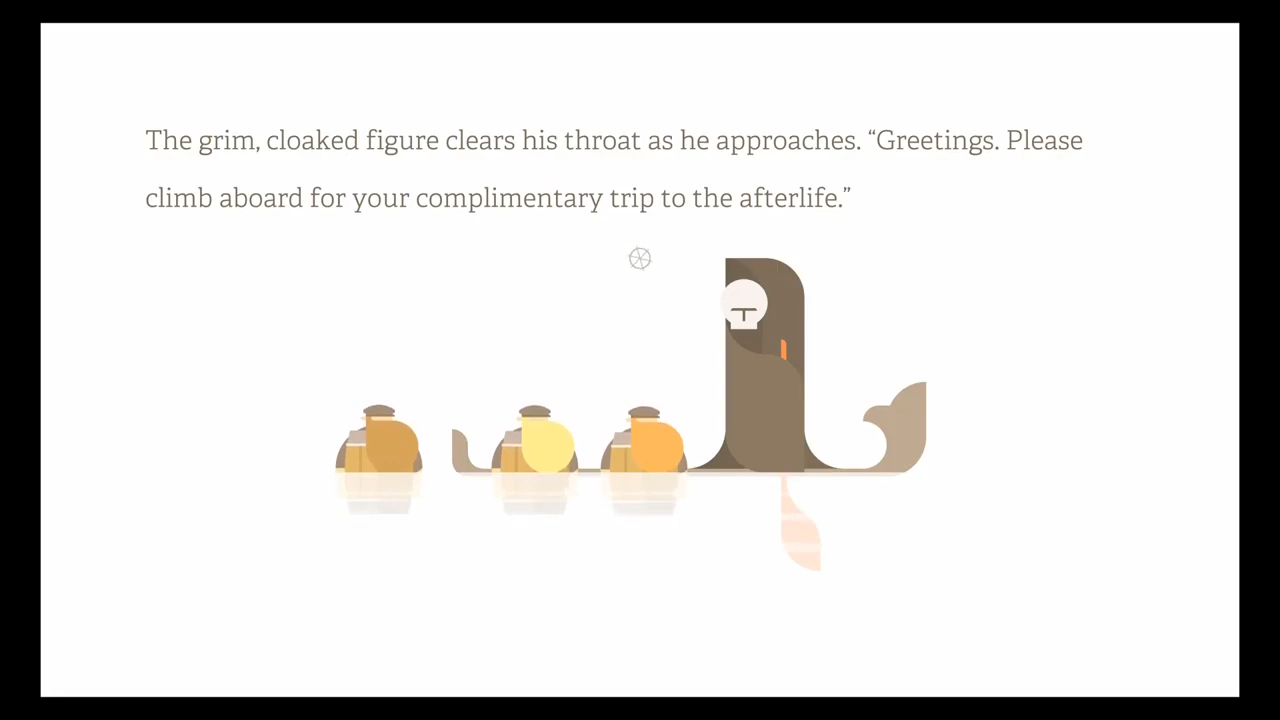 The grim, cloaked figure clears his throat as he approaches. “Greetings. Please
climb aboard for your complimentary trip to the afterlife.”